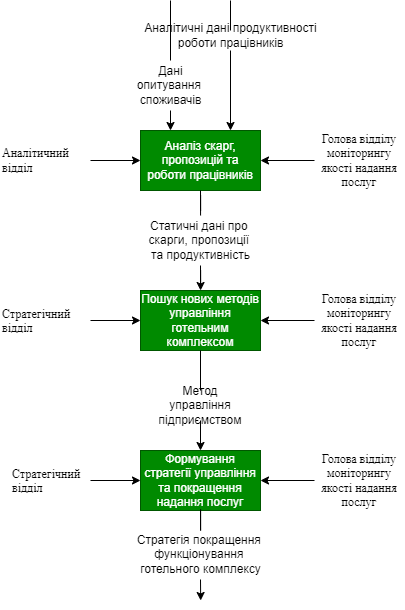 Аналітичні дані продуктивності
роботи працівників
Дані
опитування
споживачів
Аналітичний
відділ
Аналіз скарг,
пропозицій та
роботи працівників
Голова відділу
моніторингу
якості надання
послуг
Статичні дані про
скарги, пропозиції
та продуктивність
Стратегічний
відділ
Пошук нових методів
управління
готельним
комплексом
Голова відділу
моніторингу
якості надання
послуг
Метод
управління
підприємством
Стратегічний
відділ
Формування
стратегії управління
та покращення
надання послуг
Голова відділу
моніторингу
якості надання
послуг
Стратегія покращення
функціонування
готельного комплексу